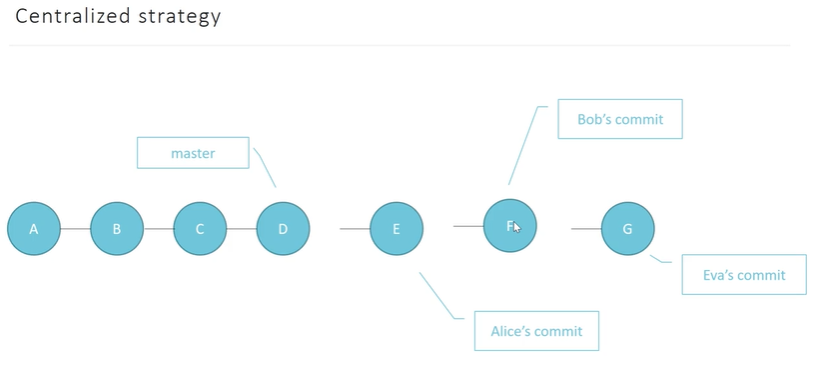 Centralized strategy
Bob's commit
master
A B C D E F G
Eva's commit
Alice's commit